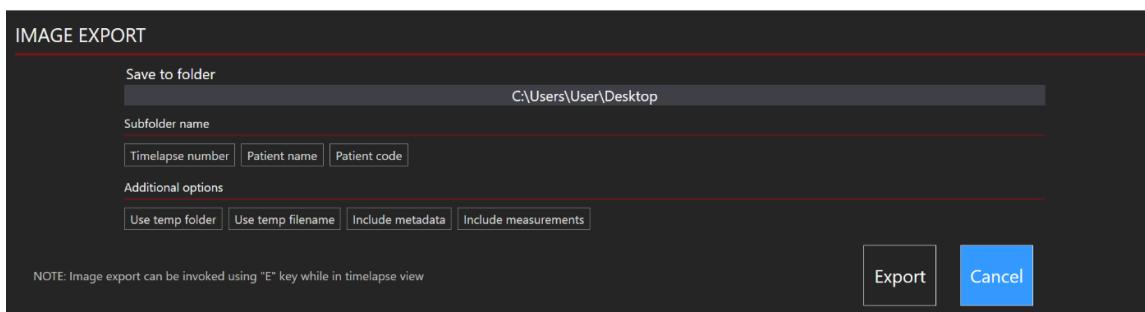 IMAGE EXPORT
Save to folder
C:\Users\User\Desktop
Subfolder name
Timelapse number Patient name Patient code
Additional options
Use temp folder Use temp filename Include metadata Include measurements
NOTE: Image export can be invoked using "E" key while in timelapse view
Export Cancel